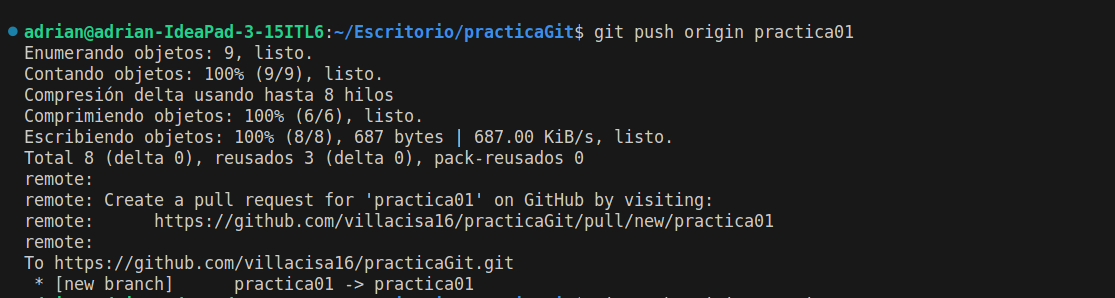 adrian@adrian-IdeaPad-3-15ITL6:~/Escritorio/practicaGit$ git push origin practica01
Enumerando objetos: 9, listo.
Contando objetos: 100% (9/9), listo.
Compresión delta usando hasta 8 hilos
Comprimiendo objetos: 100% (6/6), listo.
Escribiendo objetos: 100% (8/8), 687 bytes | 687.00 KiB/s, listo.
Total 8 (delta 0), reusados 3 (delta 0), pack-reusados 0
remote:
remote: Create a pull request for 'practica01' on GitHub by visiting:
remote:      https://github.com/villacisa16/practicaGit/pull/new/practica01
remote:
To https://github.com/villacisa16/practicaGit.git
 * [new branch]      practica01 -> practica01